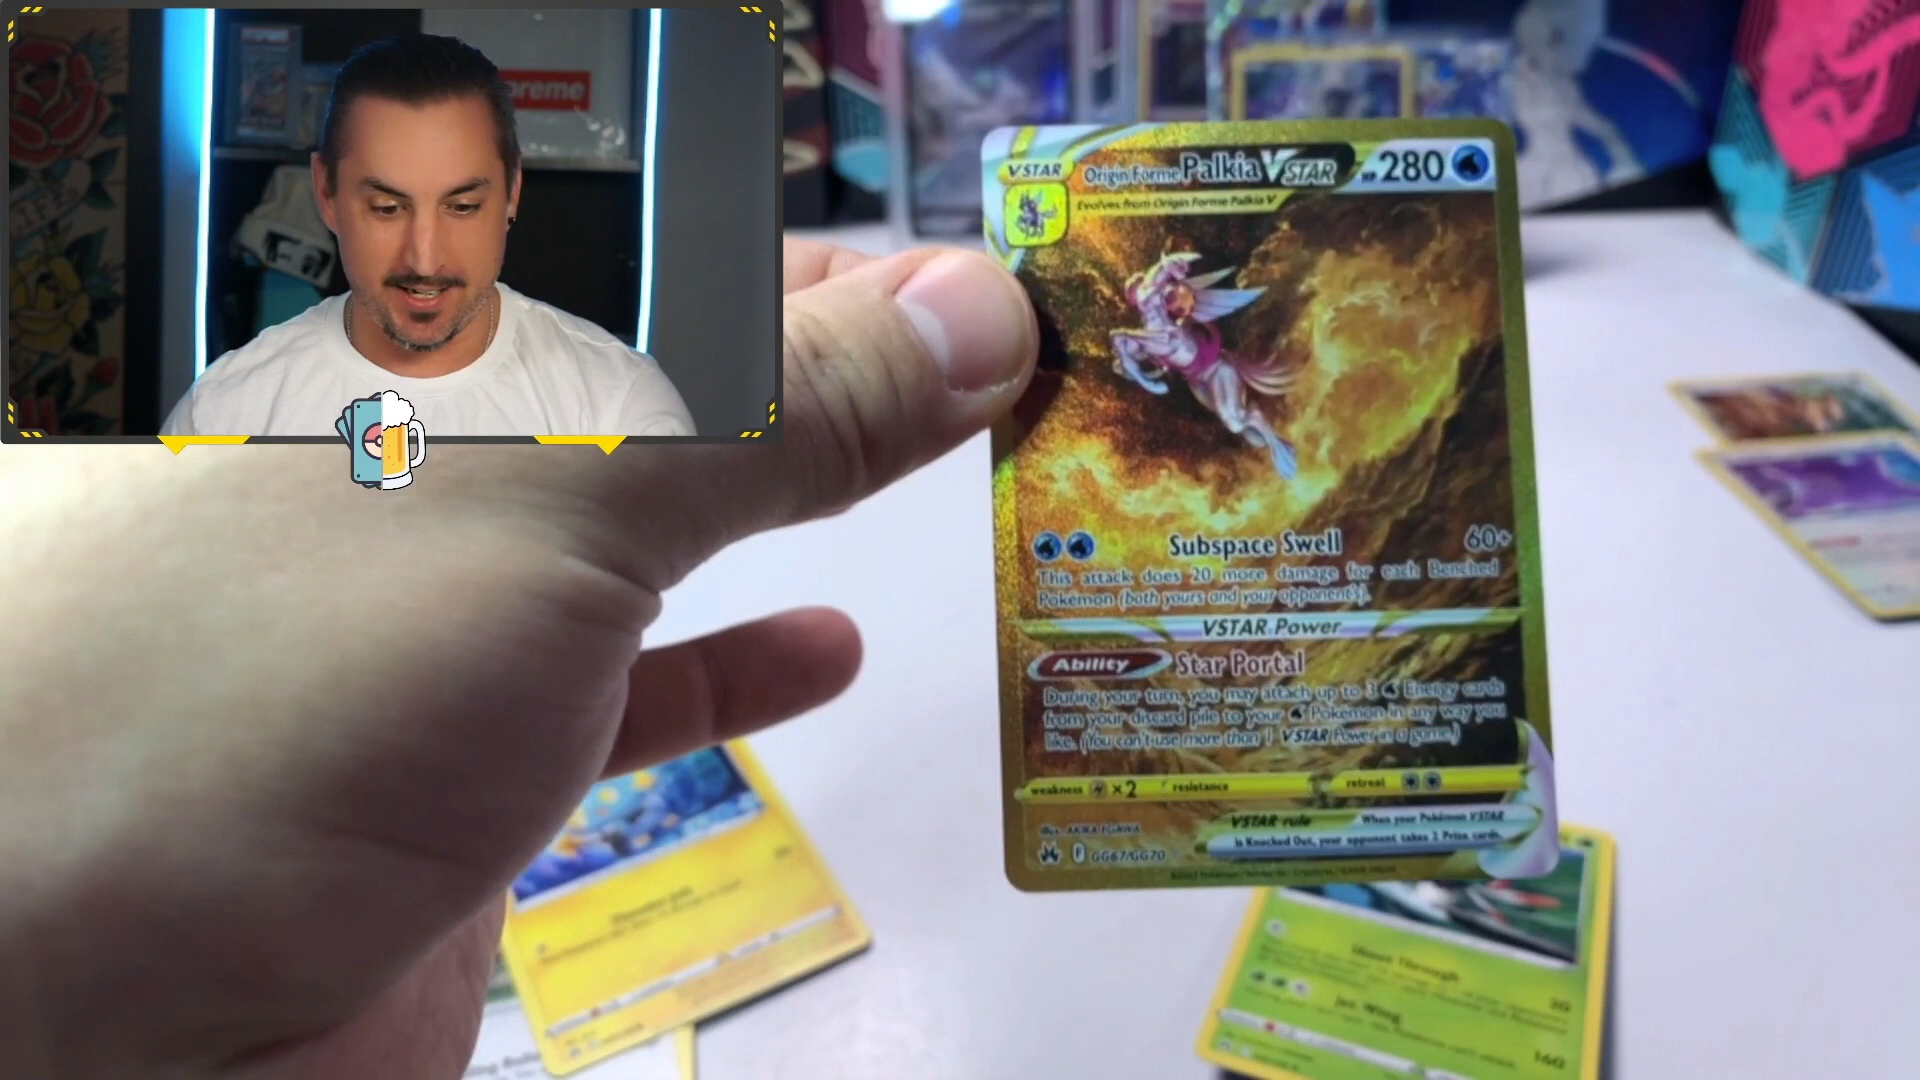 preme
VSTAR
Origin Forme Palkia VSTAR HP 280
Evolves from Origin Forme Palkia V
Subspace Swell 60+
This attack does 20 more damage for each Benched
Pokémon (both yours and your opponent's).
VSTAR Power
Ability Star Portal
During your turn, you may attach up to 3 Energy cards
from your discard pile to your Pokémon in any way you
like. (You can't use more than 1 VSTAR Power in a game.)
weakness ×2 resistance retreat
VSTAR rule When your Pokémon VSTAR
is Knocked Out, your opponent takes 2 Prize cards.
illus. AKIRA EGAWA
F GG67/GG70
20
160